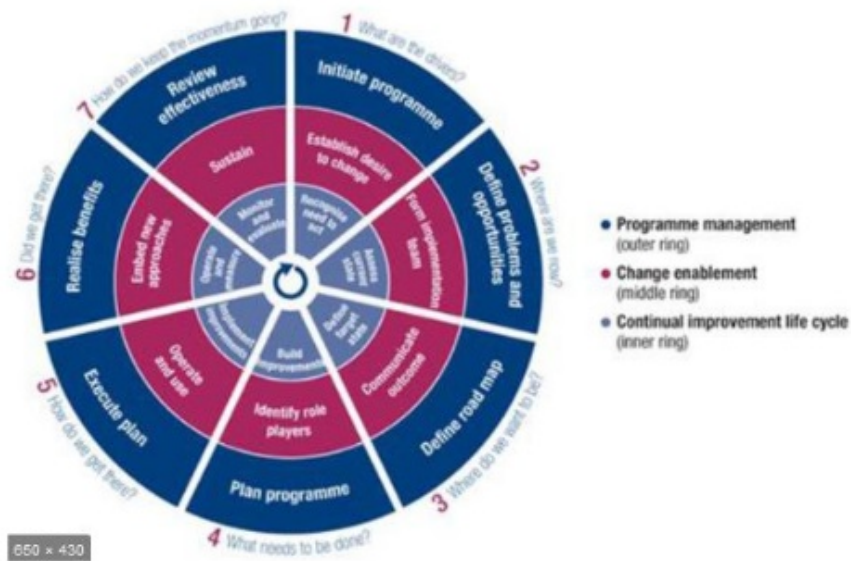 1 What are the drivers?
Initiate programme
Establish desire
to change
Recognise
need to
act
2 Where are we now?
Define problems and
opportunities
Form implementation
team
Assess
current
state
3 Where do we want to be?
Define road map
Communicate
outcome
Define
target
state
4 What needs to be done?
Plan programme
Identify role
players
Build
improvements
5 How do we get there?
Execute plan
Operate
and use
Implement
improvements
6 Did we get there?
Realise benefits
Embed new
approaches
Operate
and
measure
7 How do we keep the momentum going?
Review
effectiveness
Sustain
Monitor
and
evaluate
Programme management
(outer ring)
Change enablement
(middle ring)
Continual improvement life cycle
(inner ring)
650 × 430